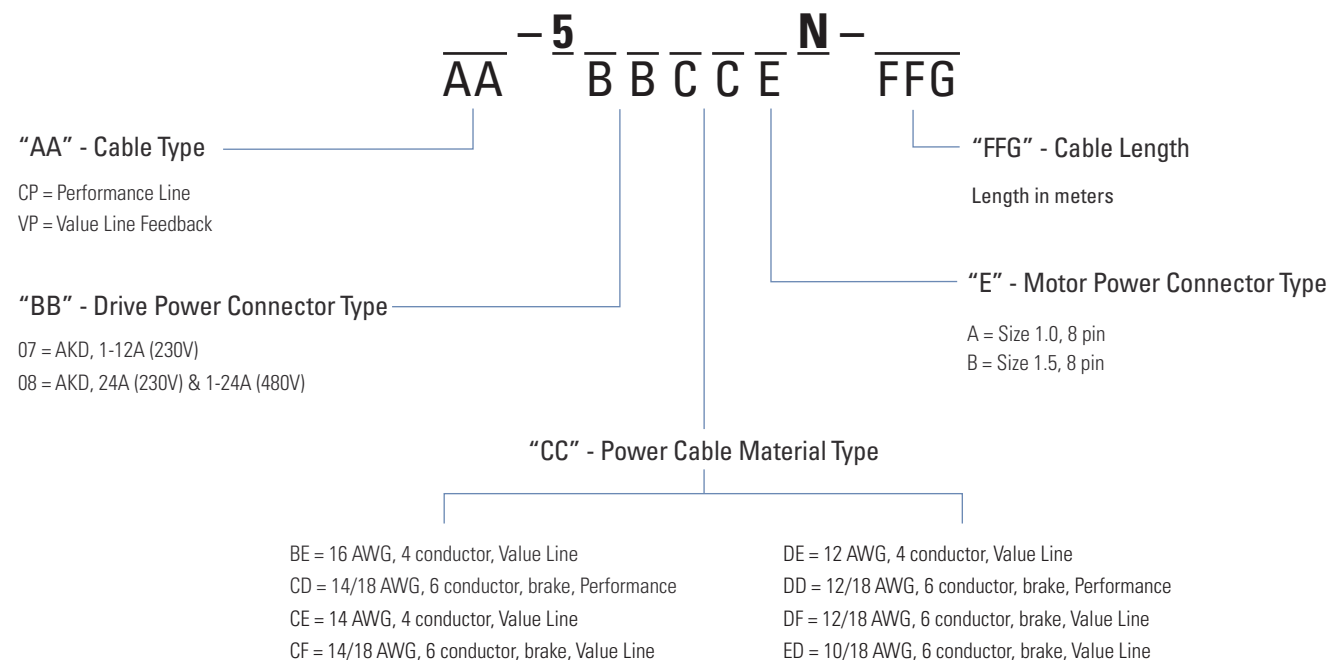 – 5 N –
AA B B C C E FFG
“AA” - Cable Type
CP = Performance Line
VP = Value Line Feedback
“FFG” - Cable Length
Length in meters
“BB” - Drive Power Connector Type
07 = AKD, 1-12A (230V)
08 = AKD, 24A (230V) & 1-24A (480V)
“E” - Motor Power Connector Type
A = Size 1.0, 8 pin
B = Size 1.5, 8 pin
“CC” - Power Cable Material Type
BE = 16 AWG, 4 conductor, Value Line
CD = 14/18 AWG, 6 conductor, brake, Performance
CE = 14 AWG, 4 conductor, Value Line
CF = 14/18 AWG, 6 conductor, brake, Value Line
DE = 12 AWG, 4 conductor, Value Line
DD = 12/18 AWG, 6 conductor, brake, Performance
DF = 12/18 AWG, 6 conductor, brake, Value Line
ED = 10/18 AWG, 6 conductor, brake, Value Line